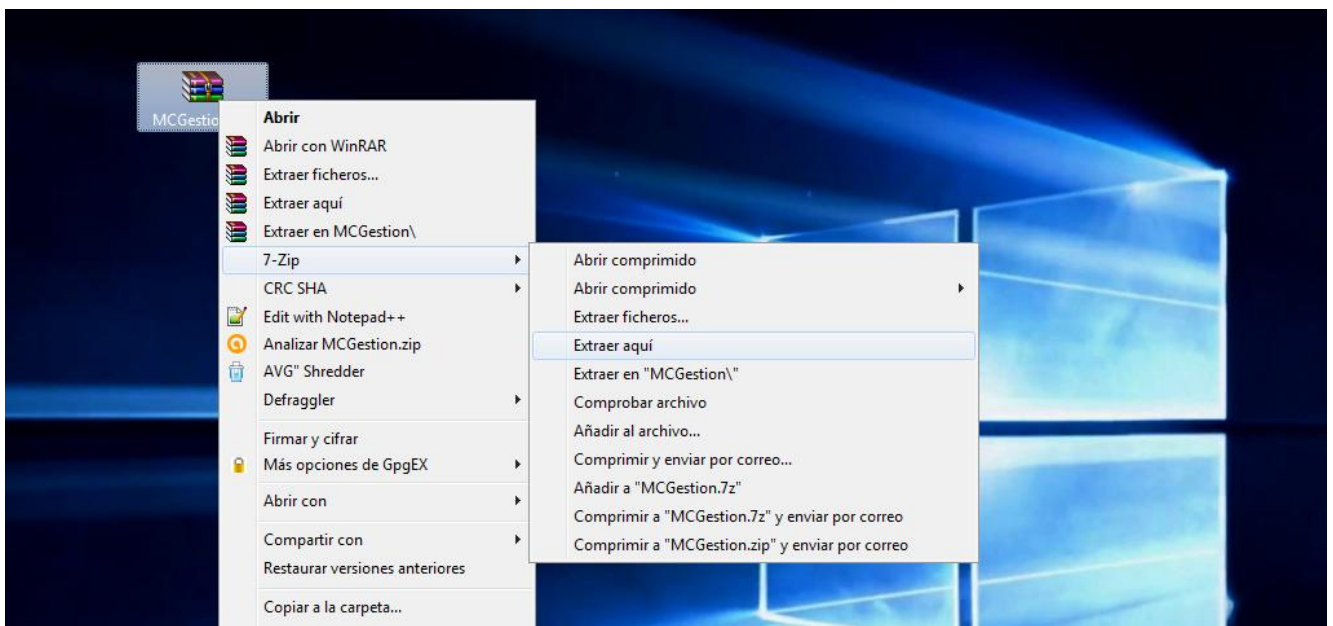 MCGestio
Abrir
Abrir con WinRAR
Extraer ficheros...
Extraer aquí
Extraer en MCGestion\
7-Zip
CRC SHA
Edit with Notepad++
Analizar MCGestion.zip
AVG" Shredder
Defraggler
Firmar y cifrar
Más opciones de GpgEX
Abrir con
Compartir con
Restaurar versiones anteriores
Copiar a la carpeta...
Abrir comprimido
Abrir comprimido
Extraer ficheros...
Extraer aquí
Extraer en "MCGestion\"
Comprobar archivo
Añadir al archivo...
Comprimir y enviar por correo...
Añadir a "MCGestion.7z"
Comprimir a "MCGestion.7z" y enviar por correo
Comprimir a "MCGestion.zip" y enviar por correo